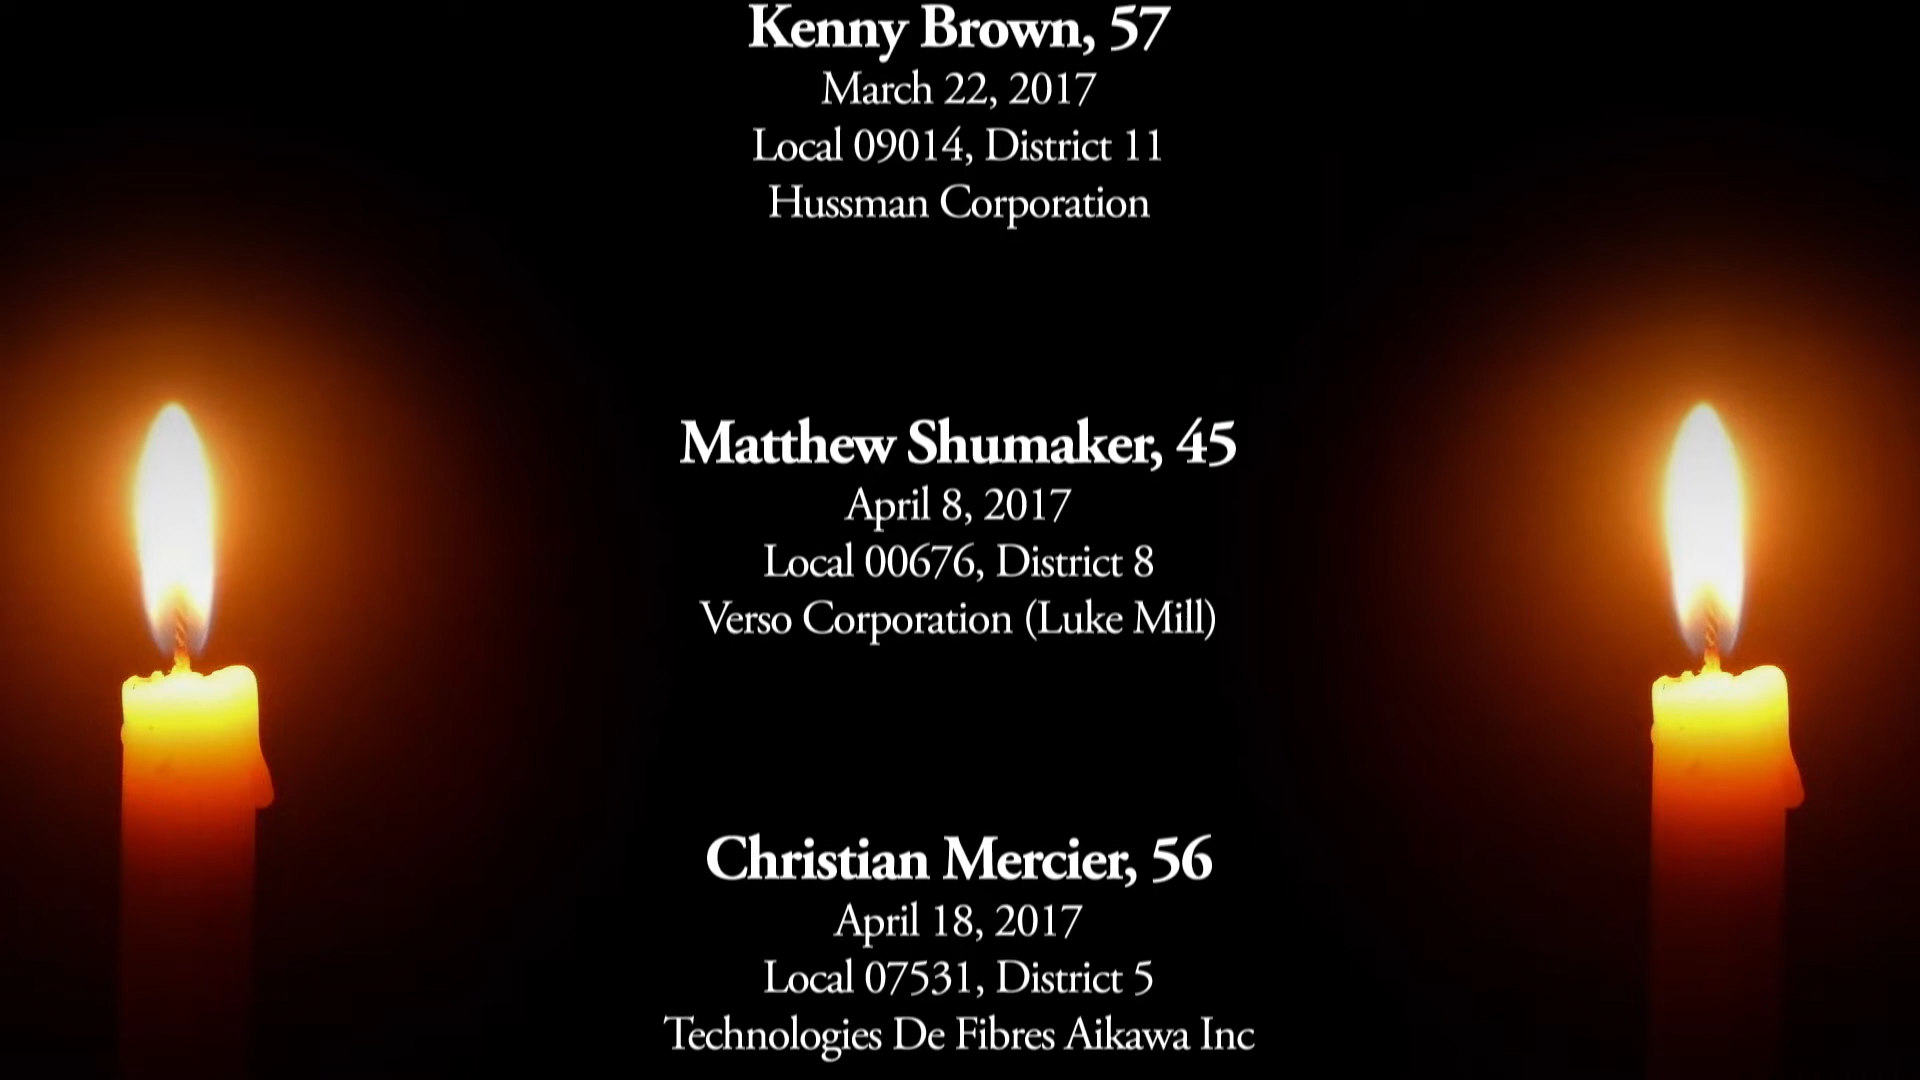 Kenny Brown, 57
March 22, 2017
Local 09014, District 11
Hussman Corporation
Matthew Shumaker, 45
April 8, 2017
Local 00676, District 8
Verso Corporation (Luke Mill)
Christian Mercier, 56
April 18, 2017
Local 07531, District 5
Technologies De Fibres Aikawa Inc